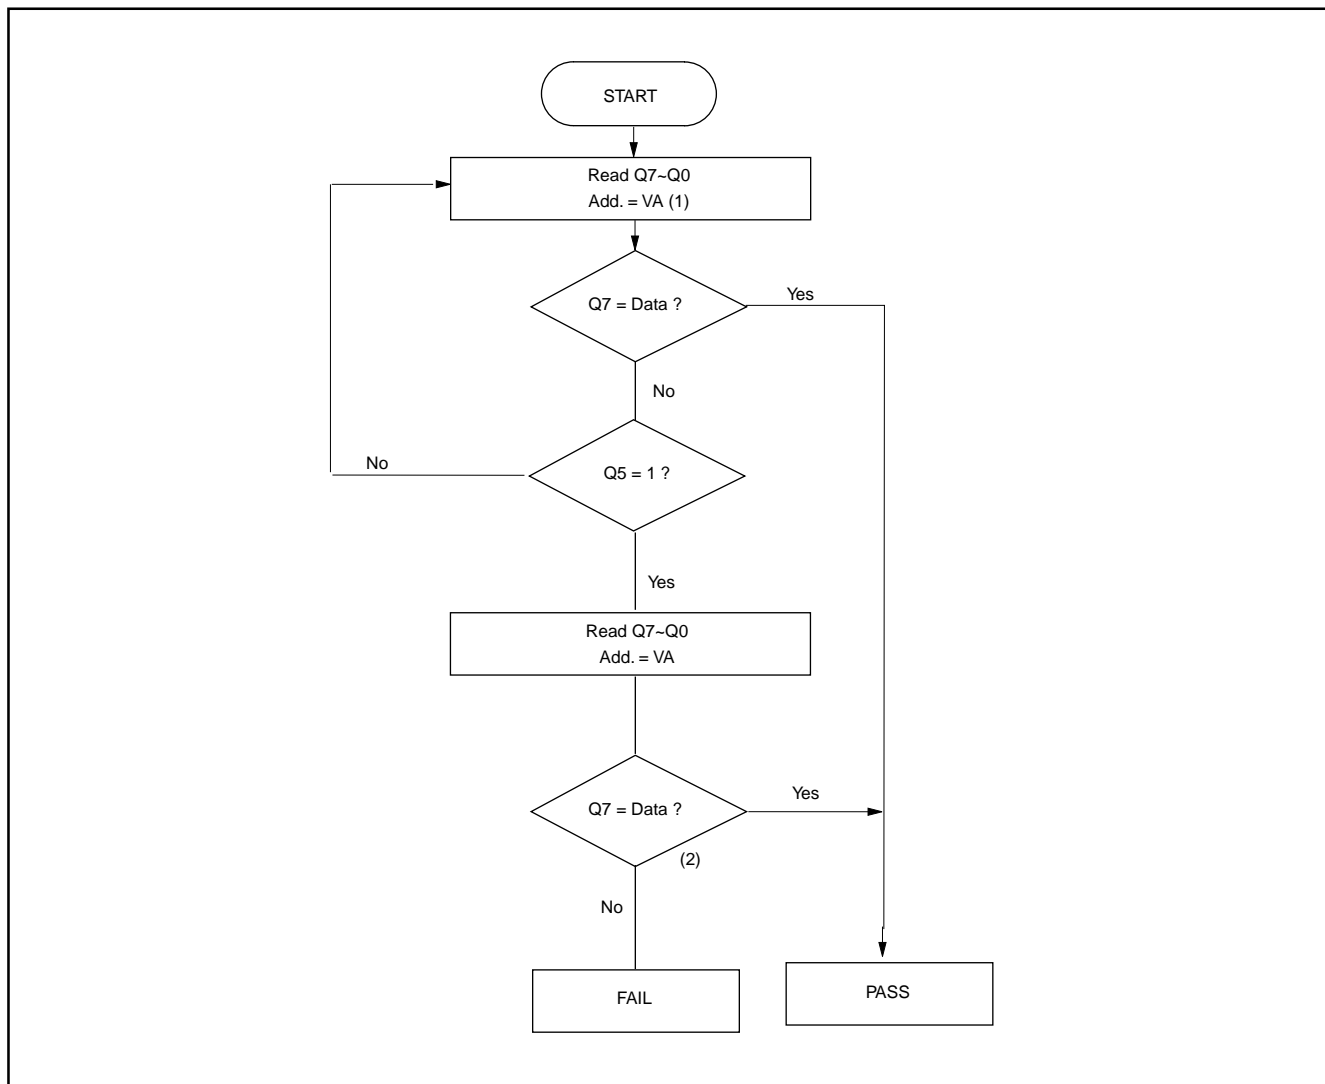 START
Read Q7~Q0
Add. = VA (1)
Q7 = Data ?
Yes
No
No
Q5 = 1 ?
Yes
Read Q7~Q0
Add. = VA
Q7 = Data ?
Yes
(2)
No
FAIL
PASS